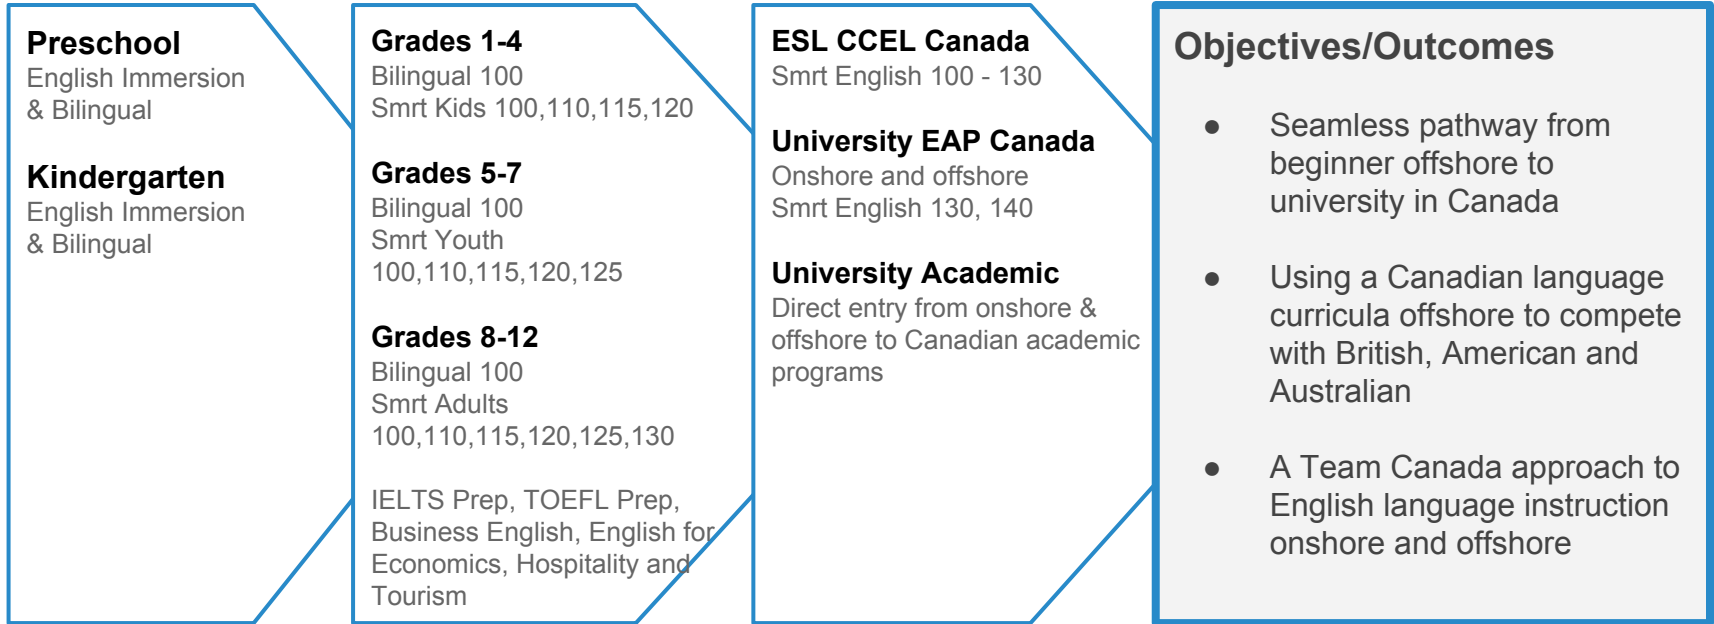 Preschool
English Immersion
& Bilingual
Kindergarten
English Immersion
& Bilingual
Grades 1-4
Bilingual 100
Smrt Kids 100,110,115,120
Grades 5-7
Bilingual 100
Smrt Youth
100,110,115,120,125
Grades 8-12
Bilingual 100
Smrt Adults
100,110,115,120,125,130
IELTS Prep, TOEFL Prep,
Business English, English for
Economics, Hospitality and
Tourism
ESL CCEL Canada
Smrt English 100 - 130
University EAP Canada
Onshore and offshore
Smrt English 130, 140
University Academic
Direct entry from onshore &
offshore to Canadian academic
programs
Objectives/Outcomes
● Seamless pathway from
beginner offshore to
university in Canada
● Using a Canadian language
curricula offshore to compete
with British, American and
Australian
● A Team Canada approach to
English language instruction
onshore and offshore